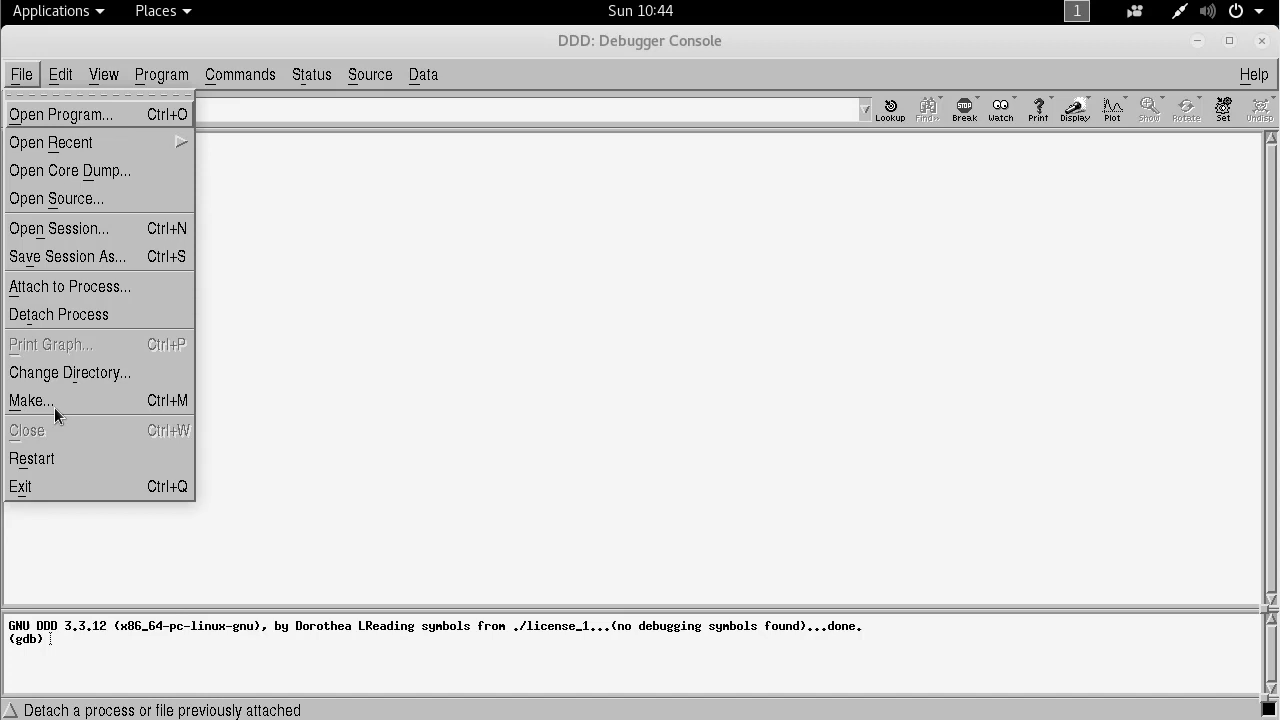 Applications Places Sun 10:44 1
DDD: Debugger Console
File Edit View Program Commands Status Source Data Help
Open Program... Ctrl+O
Lookup Find» Break Watch Print Display Plot Show Rotate Set Undisp
Open Recent
Open Core Dump...
Open Source...
Open Session... Ctrl+N
Save Session As... Ctrl+S
Attach to Process...
Detach Process
Print Graph... Ctrl+P
Change Directory...
Make... Ctrl+M
Close Ctrl+W
Restart
Exit Ctrl+Q
GNU DDD 3.3.12 (x86_64-pc-linux-gnu), by Dorothea LReading symbols from ./license_1...(no debugging symbols found)...done.
(gdb)
Detach a process or file previously attached